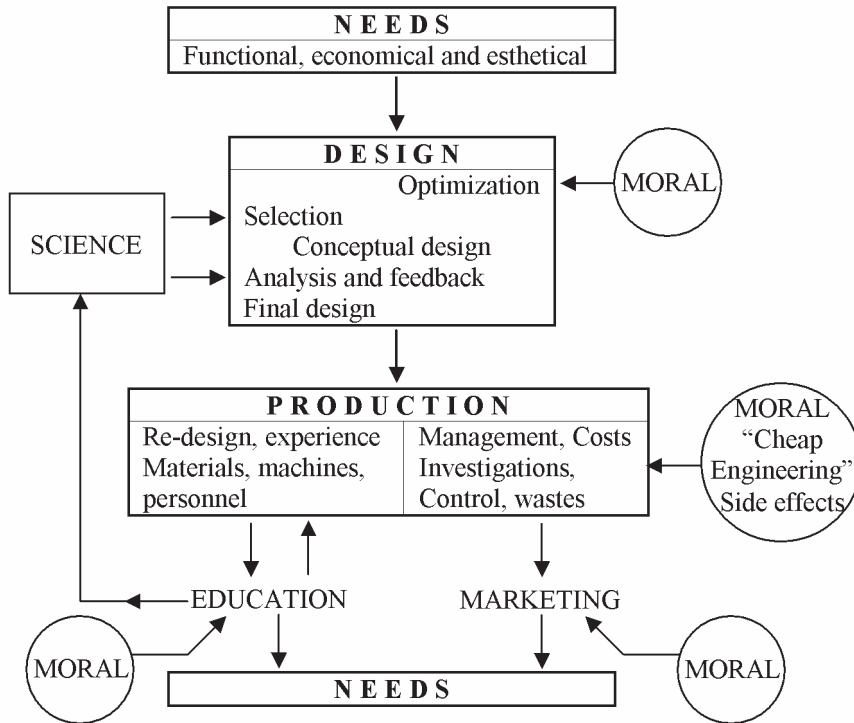 NEEDS
Functional, economical and esthetical
DESIGN
Optimization
MORAL
Selection
SCIENCE
Conceptual design
Analysis and feedback
Final design
PRODUCTION
Re-design, experience
Materials, machines,
personnel
Management, Costs
Investigations,
Control, wastes
MORAL
“Cheap
Engineering”
Side effects
EDUCATION
MARKETING
MORAL
MORAL
NEEDS